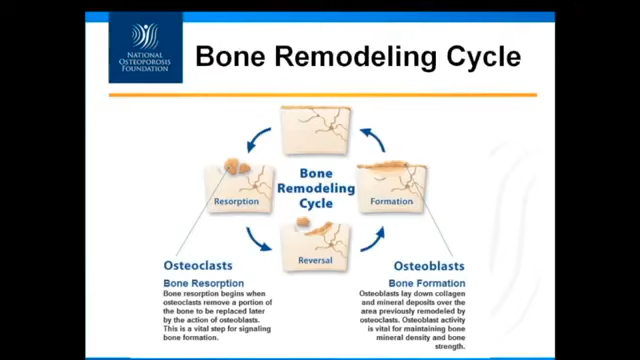 NATIONAL
OSTEOPOROSIS
FOUNDATION
Bone Remodeling Cycle
Bone
Remodeling
Cycle
Resorption
Formation
Reversal
Osteoclasts
Bone Resorption
Bone resorption begins when
osteoclasts remove a portion of
the bone to be replaced later
by the action of osteoblasts.
This is a vital step for signaling
bone formation.
Osteoblasts
Bone Formation
Osteoblasts lay down collagen
and mineral deposits over the
area previously remodeled by
osteoclasts. Osteoblast activity
is vital for maintaining bone
mineral density and bone
strength.